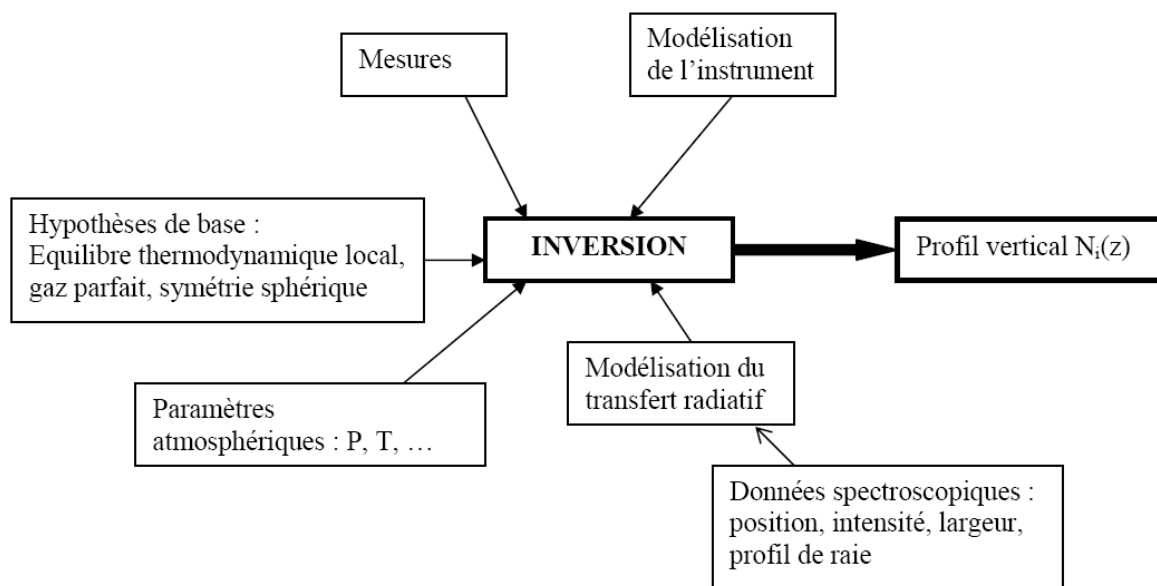 Mesures
Modélisation
de l’instrument
Hypothèses de base :
Equilibre thermodynamique local,
gaz parfait, symétrie sphérique
INVERSION
Profil vertical Nᵢ(z)
Paramètres
atmosphériques : P, T, …
Modélisation du
transfert radiatif
Données spectroscopiques :
position, intensité, largeur,
profil de raie